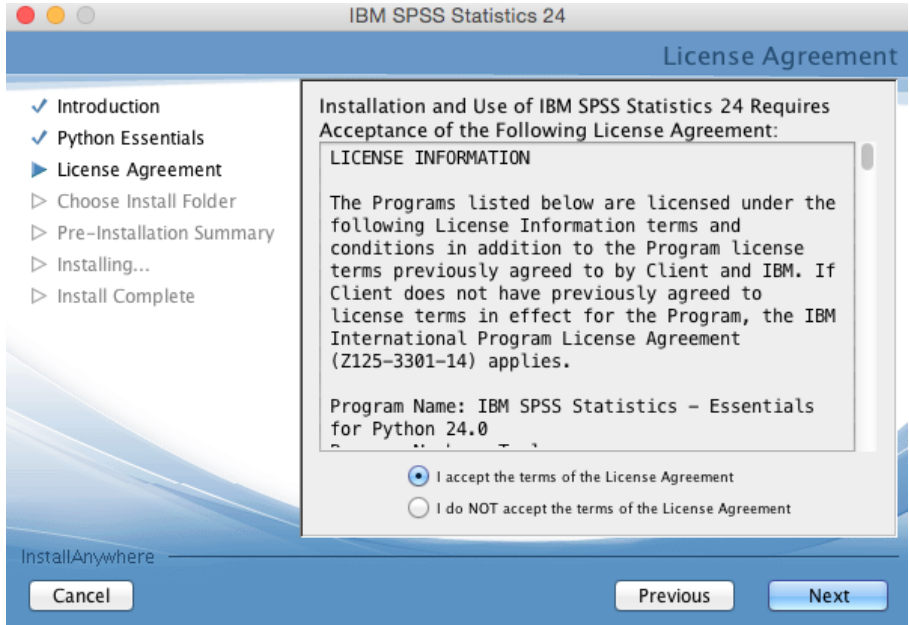 IBM SPSS Statistics 24
License Agreement
Introduction
Python Essentials
License Agreement
Choose Install Folder
Pre-Installation Summary
Installing...
Install Complete
Installation and Use of IBM SPSS Statistics 24 Requires
Acceptance of the Following License Agreement:
LICENSE INFORMATION
The Programs listed below are licensed under the
following License Information terms and
conditions in addition to the Program license
terms previously agreed to by Client and IBM. If
Client does not have previously agreed to
license terms in effect for the Program, the IBM
International Program License Agreement
(Z125-3301-14) applies.
Program Name: IBM SPSS Statistics - Essentials
for Python 24.0
I accept the terms of the License Agreement
I do NOT accept the terms of the License Agreement
InstallAnywhere
Cancel
Previous
Next